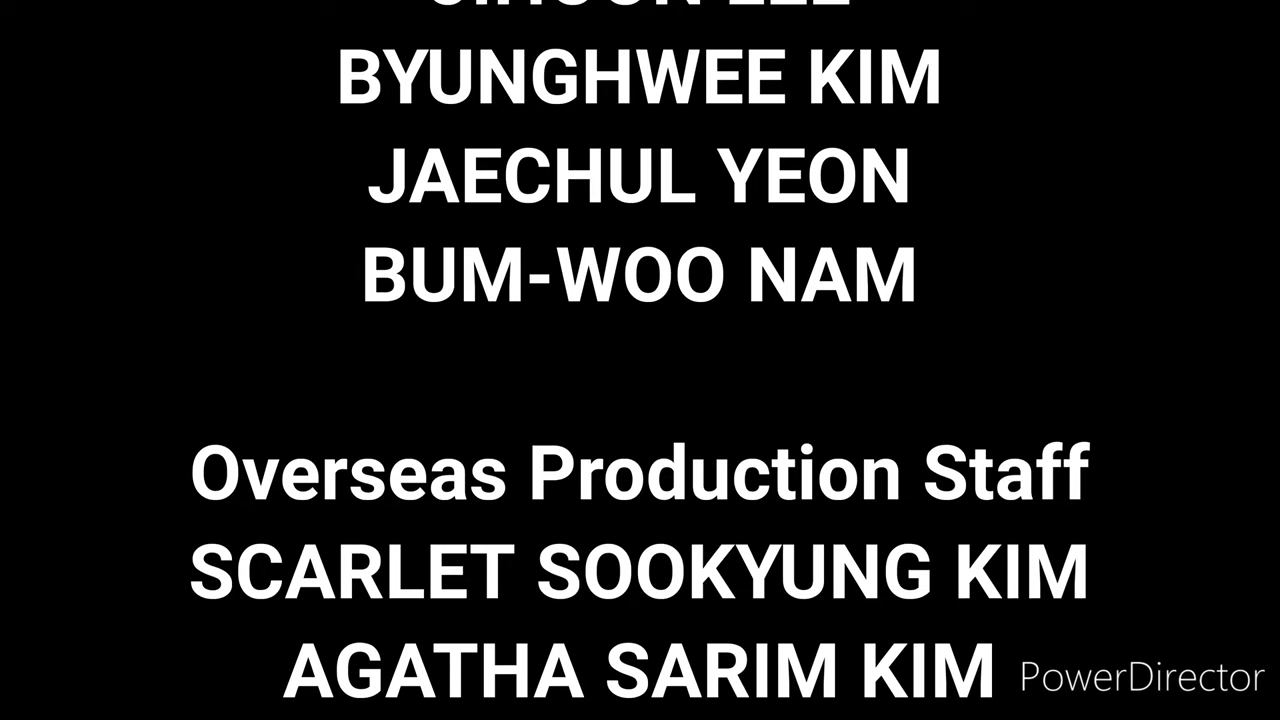 BYUNGHWEE KIM
JAECHUL YEON
BUM-WOO NAM
Overseas Production Staff
SCARLET SOOKYUNG KIM
AGATHA SARIM KIM
PowerDirector